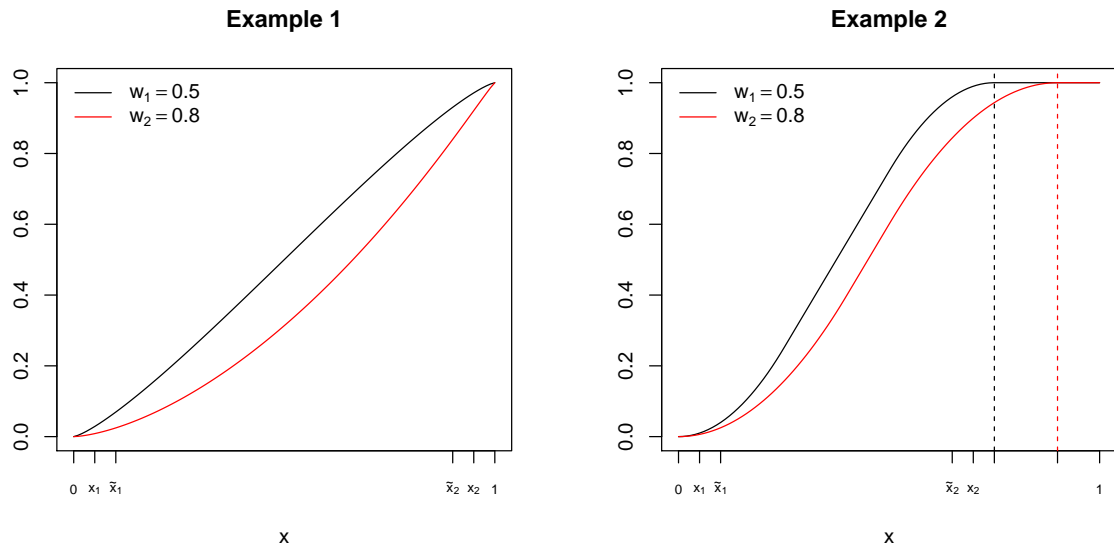 Example 1
w₁ = 0.5
w₂ = 0.8
1.0
0.8
0.6
0.4
0.2
0.0
0 x₁ x̃₁ x̃₂ x₂ 1
x
Example 2
w₁ = 0.5
w₂ = 0.8
1.0
0.8
0.6
0.4
0.2
0.0
0 x₁ x̃₁ x̃₂ x₂ 1
x